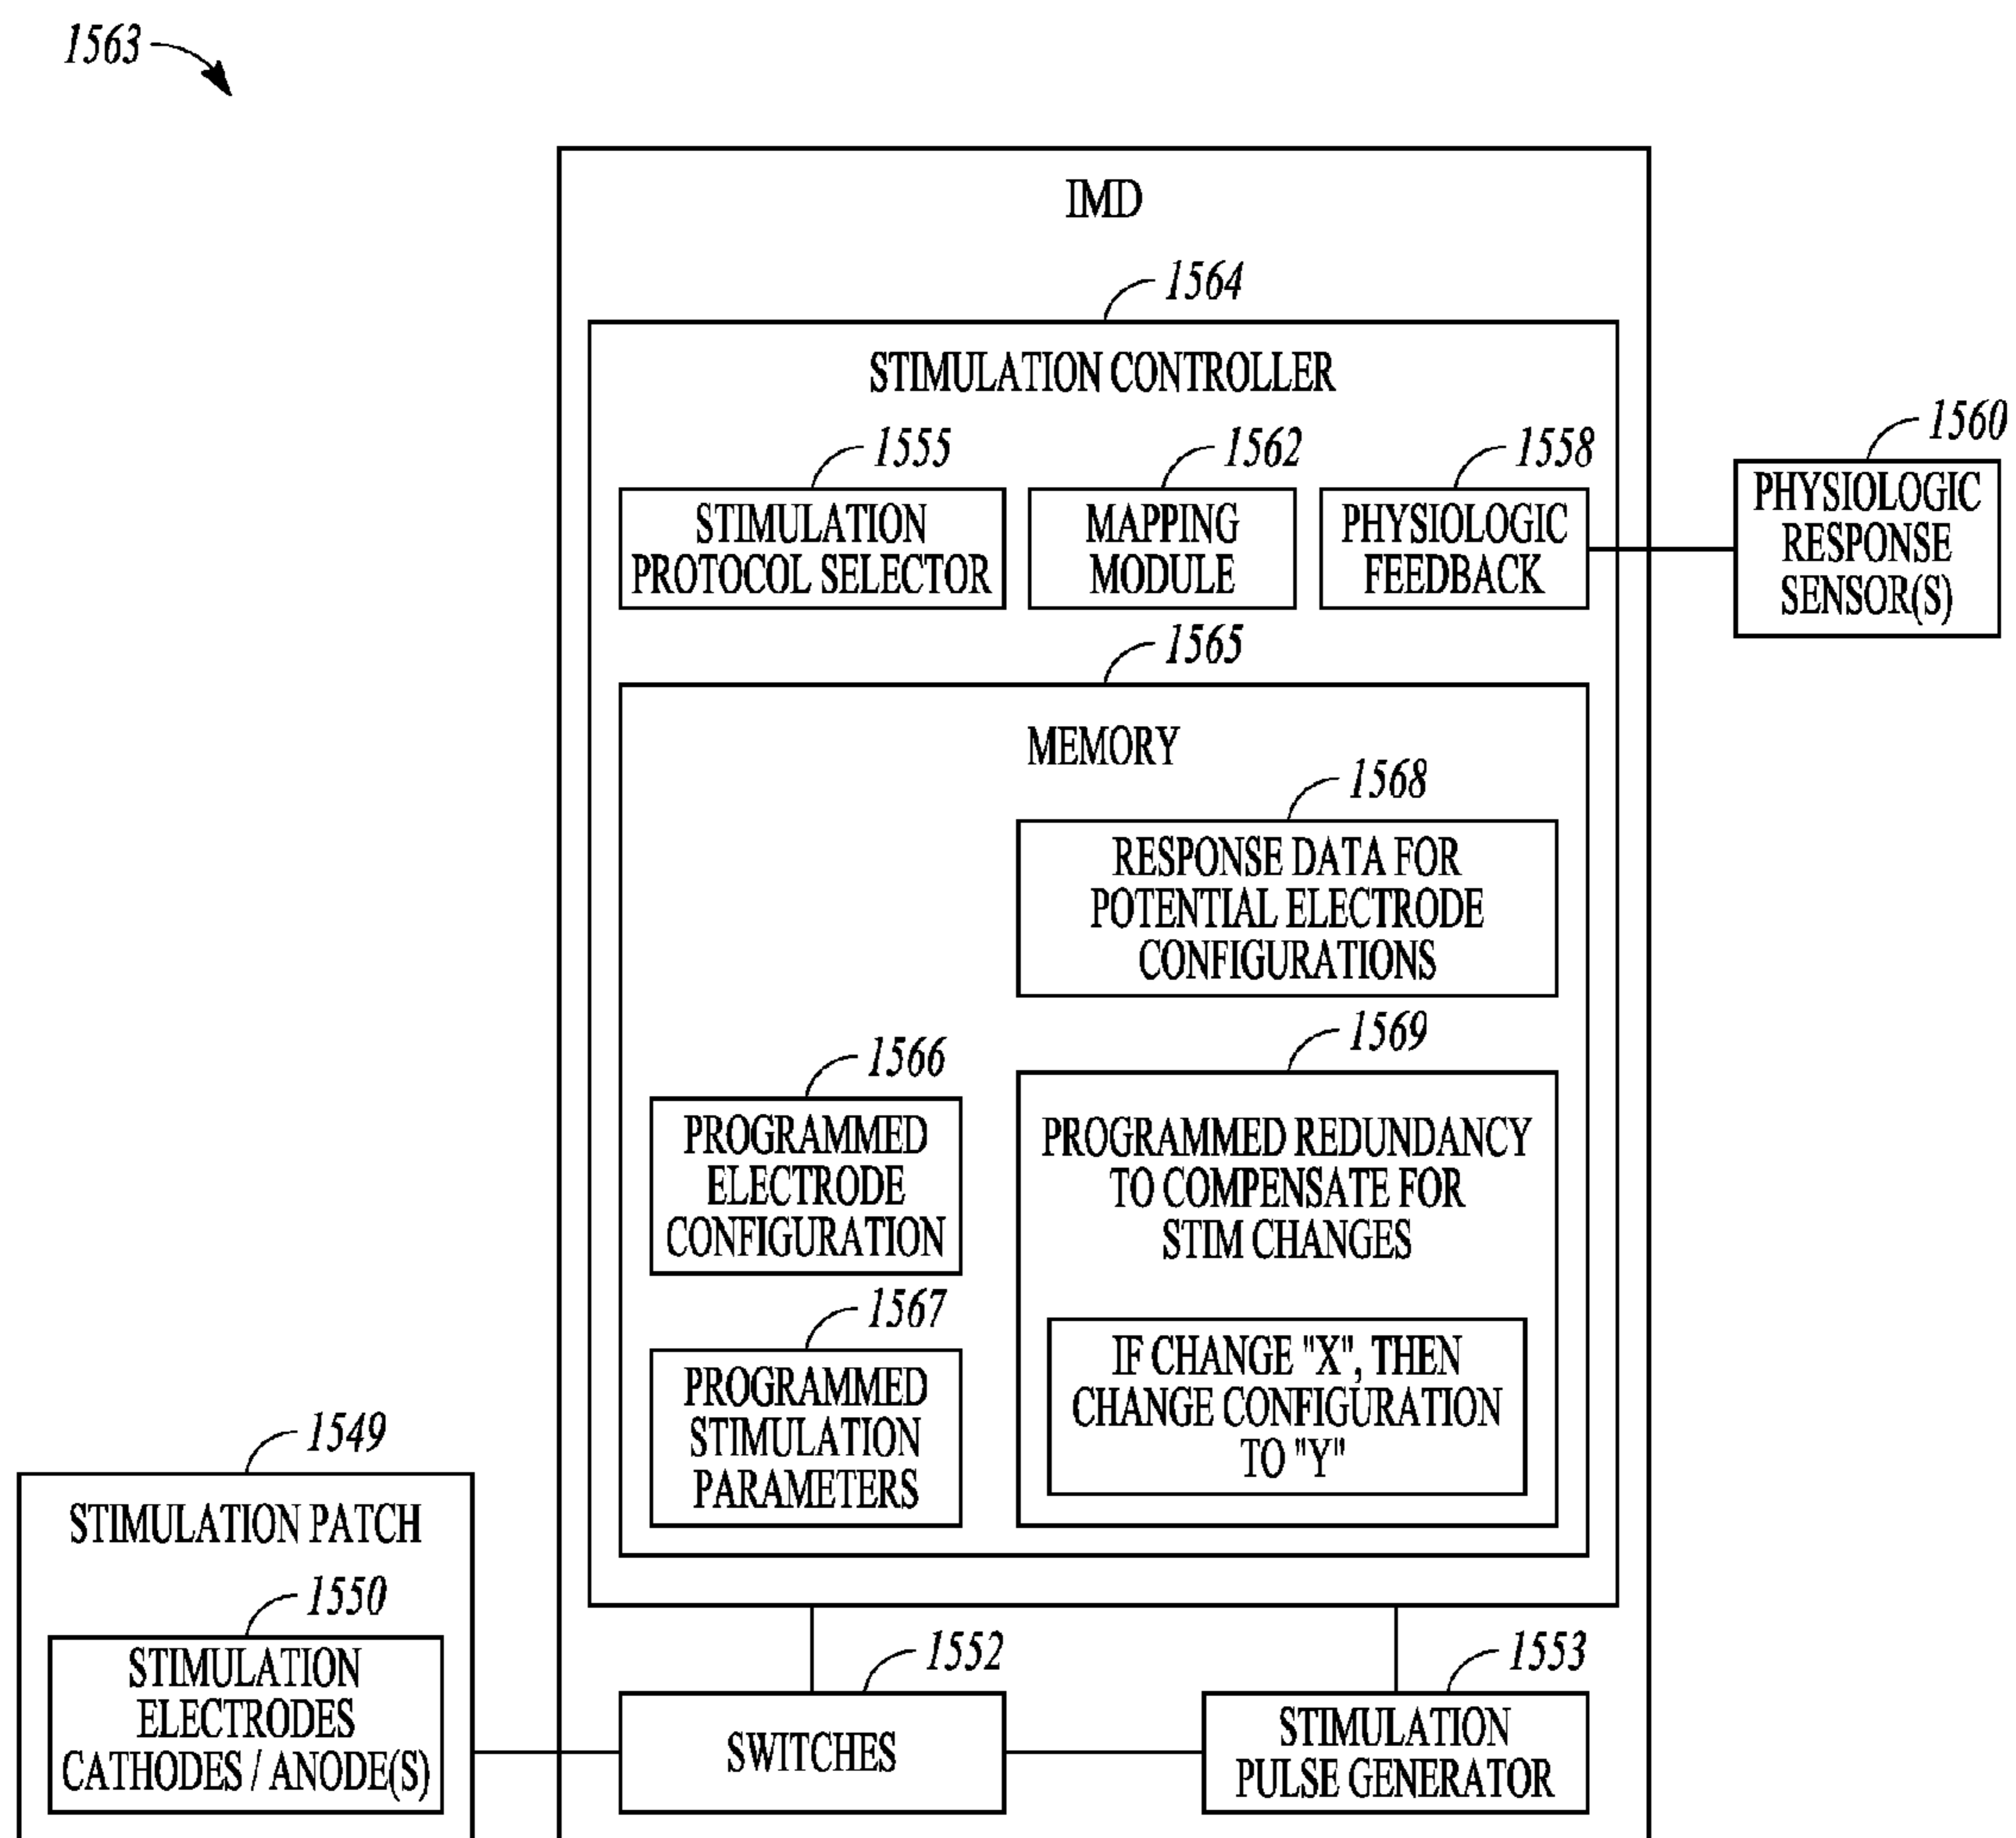 1563
IMD
1564
STIMULATION CONTROLLER
1555
STIMULATION
PROTOCOL SELECTOR
1562
MAPPING
MODULE
1558
PHYSIOLOGIC
FEEDBACK
1560
PHYSIOLOGIC
RESPONSE
SENSOR(S)
1565
MEMORY
1568
RESPONSE DATA FOR
POTENTIAL ELECTRODE
CONFIGURATIONS
1566
PROGRAMMED
ELECTRODE
CONFIGURATION
1569
PROGRAMMED REDUNDANCY
TO COMPENSATE FOR
STIM CHANGES
1567
PROGRAMMED
STIMULATION
PARAMETERS
IF CHANGE "X", THEN
CHANGE CONFIGURATION
TO "Y"
1549
STIMULATION PATCH
1550
STIMULATION
ELECTRODES
CATHODES / ANODE(S)
1552
SWITCHES
1553
STIMULATION
PULSE GENERATOR